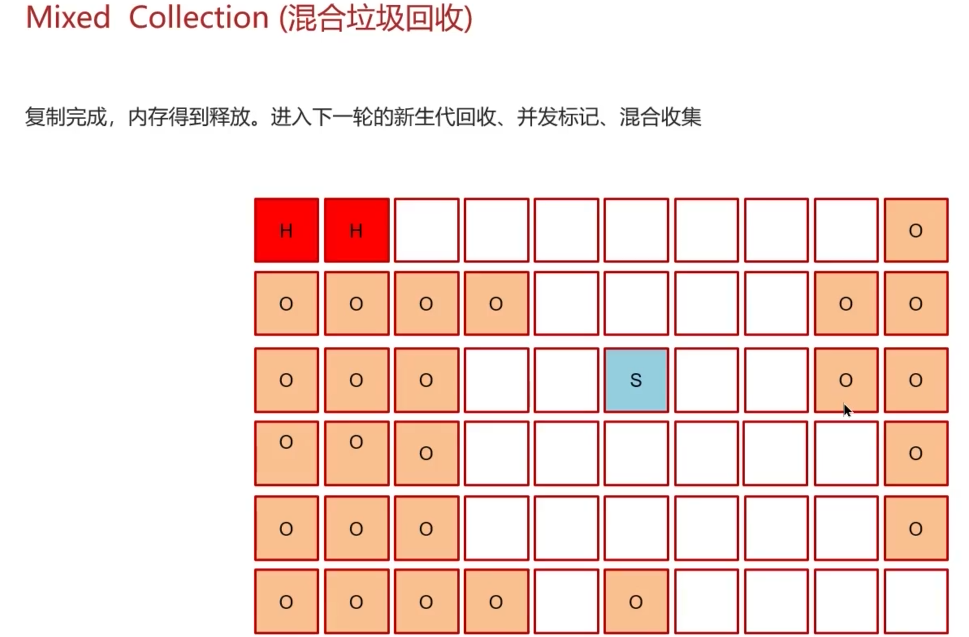 Mixed Collection (混合垃圾回收)
复制完成，内存得到释放。进入下一轮的新生代回收、并发标记、混合收集
H H O
O O O O O O
O O O S O O
O O O O
O O O O
O O O O O